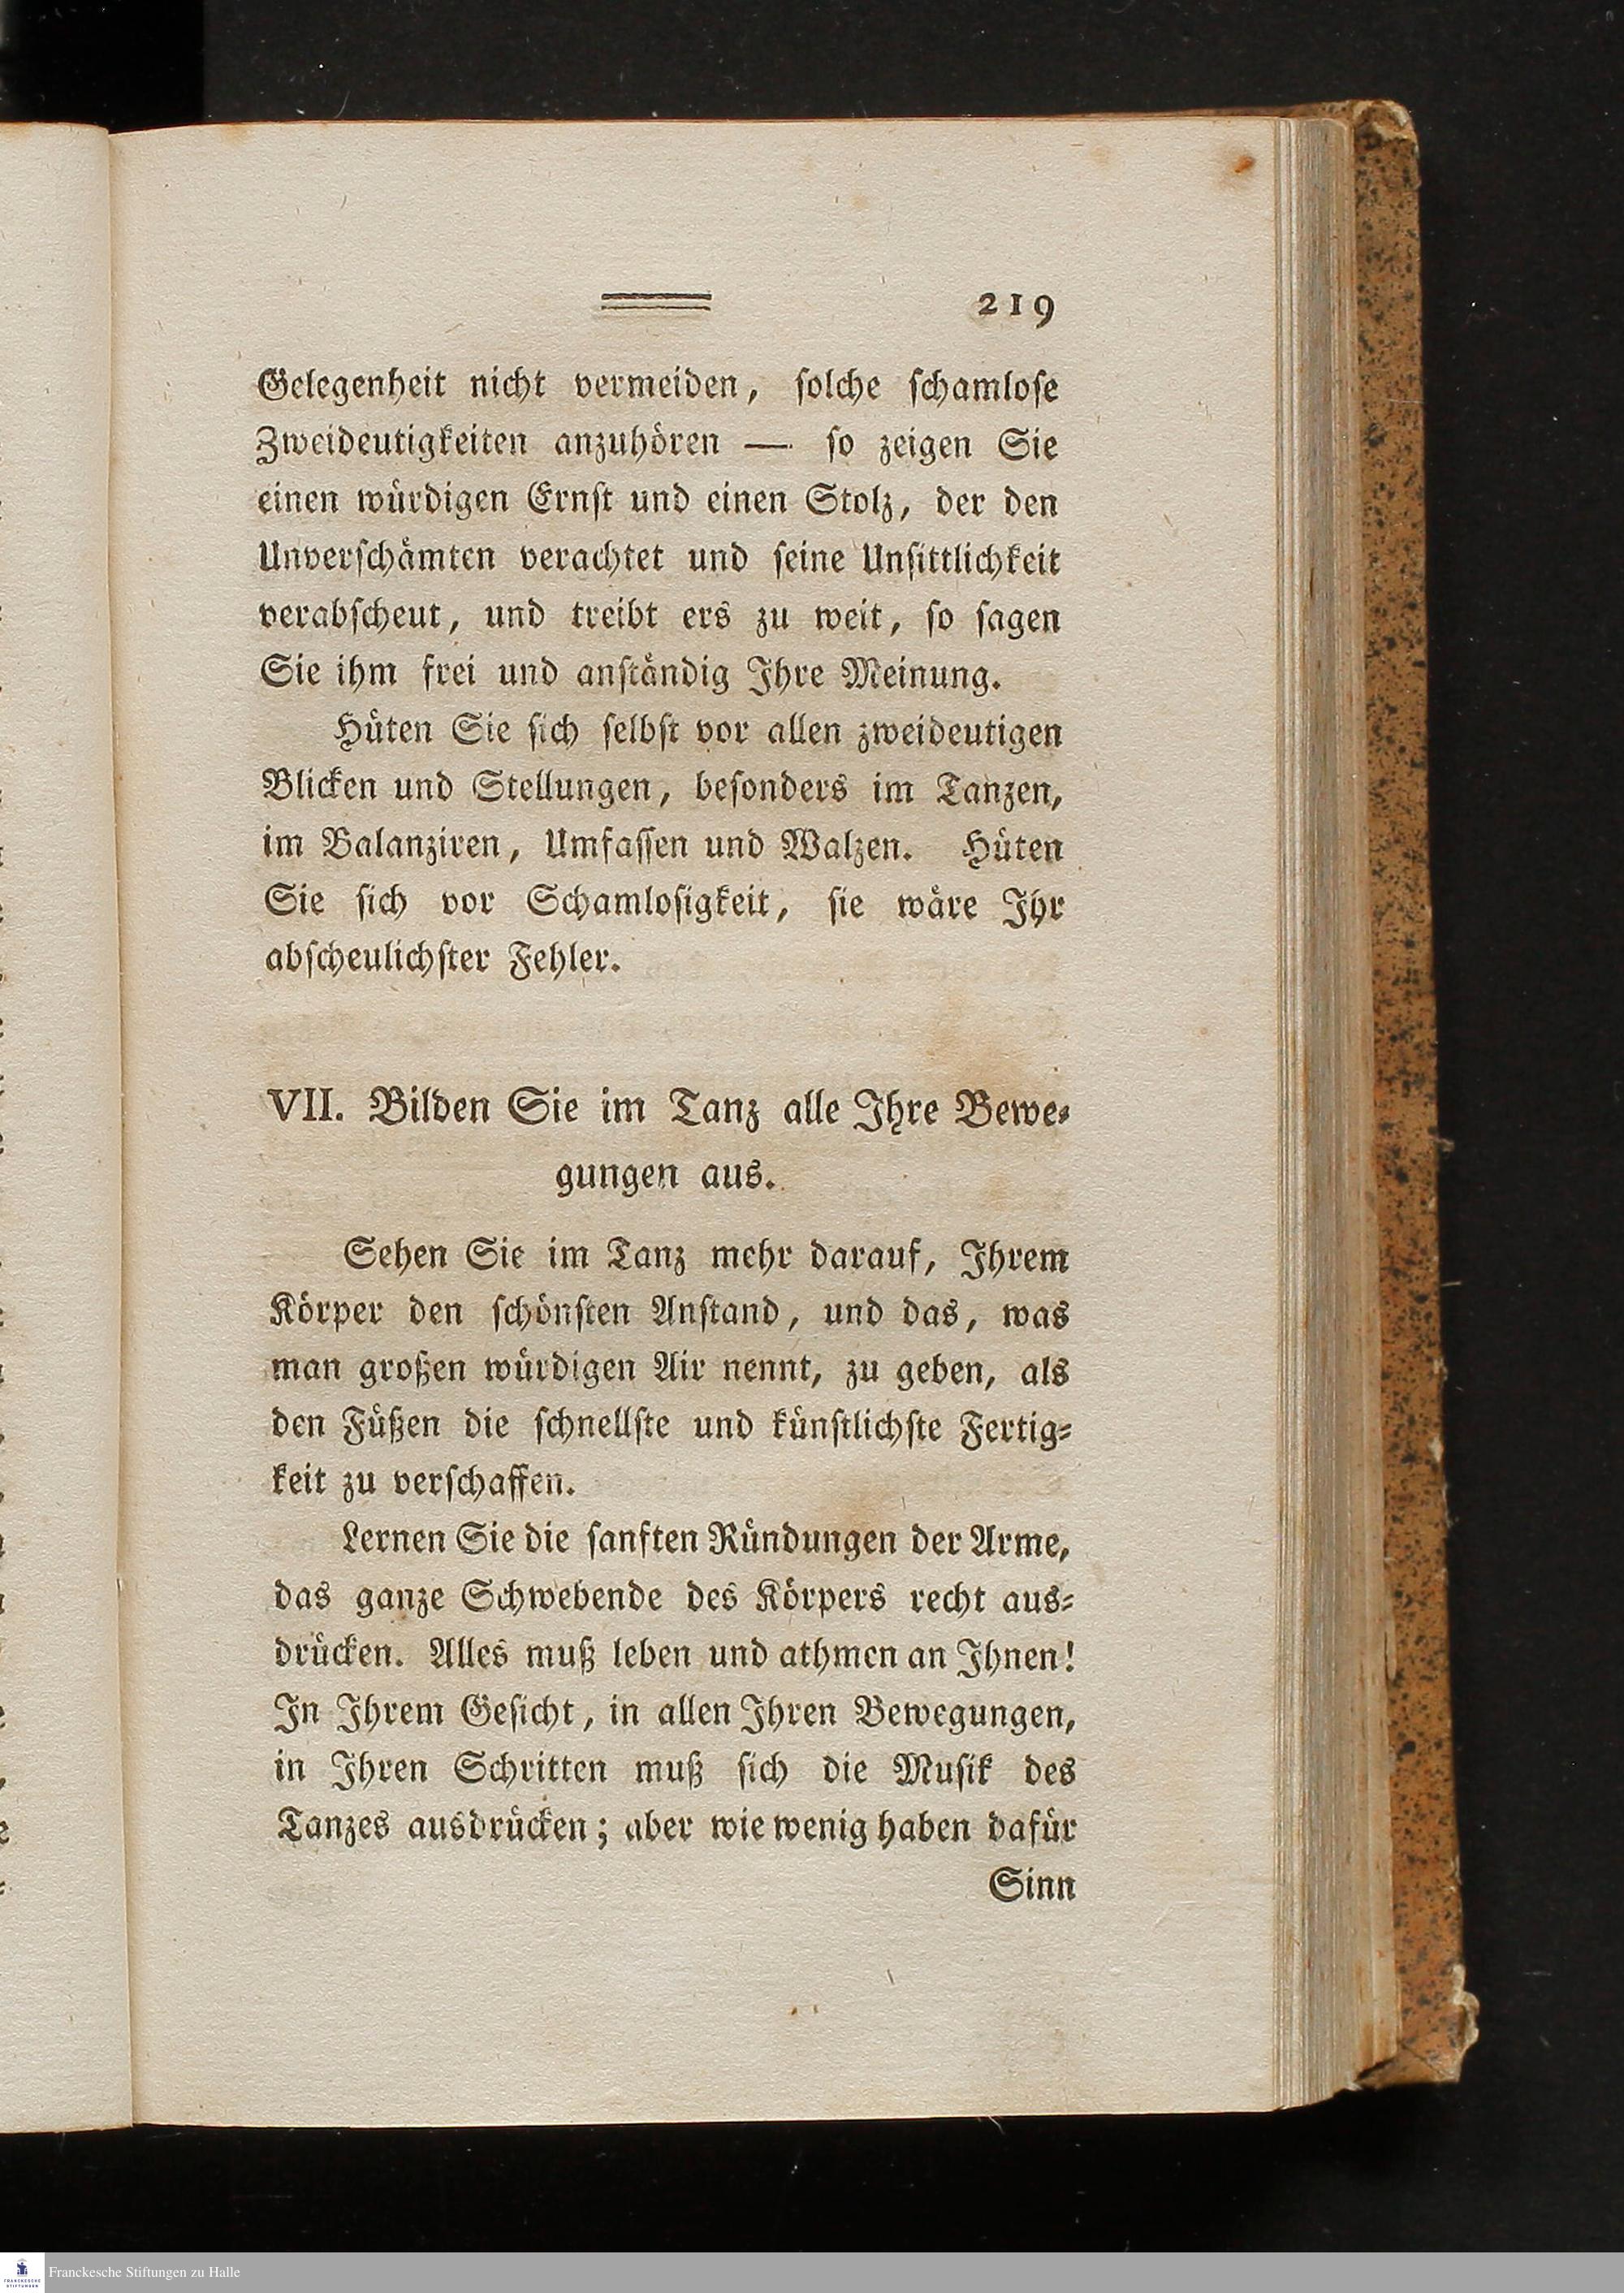 219
Gelegenheit nicht vermeiden, ſolche ſchamloſe
Zweideutigkeiten anzuhören — ſo zeigen Sie
einen würdigen Ernſt und einen Stolz, der den
Unverſchämten verachtet und ſeine Unſittlichkeit
verabſcheut, und treibt ers zu weit, ſo ſagen
Sie ihm frei und anſtändig Ihre Meinung.
Hüten Sie ſich ſelbſt vor allen zweideutigen
Blicken und Stellungen, beſonders im Tanzen,
im Balanziren, Umfaſſen und Walzen. Hüten
Sie ſich vor Schamloſigkeit, ſie wäre Ihr
abſcheulichſter Fehler.
VII. Bilden Sie im Tanz alle Ihre Bewe⸗
gungen aus.
Sehen Sie im Tanz mehr darauf, Ihrem
Körper den ſchönſten Anſtand, und das, was
man großen würdigen Air nennt, zu geben, als
den Füßen die ſchnellſte und künſtlichſte Fertig⸗
keit zu verſchaffen.
Lernen Sie die ſanften Ründungen der Arme,
das ganze Schwebende des Körpers recht aus⸗
drücken. Alles muß leben und athmen an Ihnen!
In Ihrem Geſicht, in allen Ihren Bewegungen,
in Ihren Schritten muß ſich die Muſik des
Tanzes ausdrücken; aber wie wenig haben dafür
Sinn
FRANCKESCHE
STIFTUNGEN
Franckesche Stiftungen zu Halle